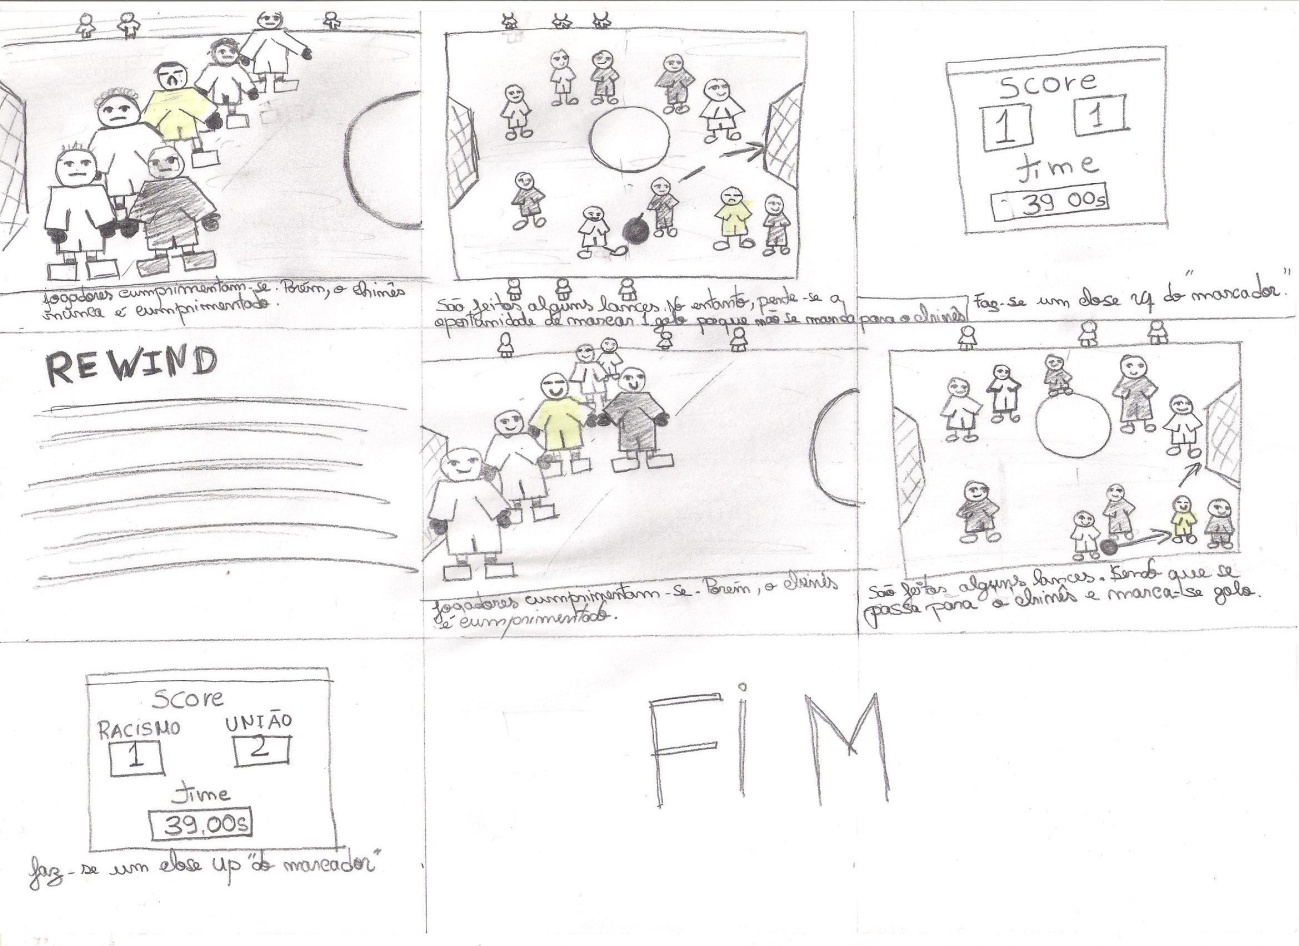 Jogadores cumprimentam-se. Porém, o chinês
nunca é cumprimentado.
São feitos alguns lances. No entanto, perde-se a
oportunidade de marcar 1 golo porque não se manda para o chinês
Score
1 1
time
39 00s
Faz-se um close up do "marcador".
REWIND
Jogadores cumprimentam-se. Porém, o chinês
é cumprimentado.
São feitos alguns lances. Sendo que se
passa para o chinês e marca-se golo.
Score
RACISMO UNIÃO
1 2
time
39.00s
faz-se um close up "do marcador"
FiM